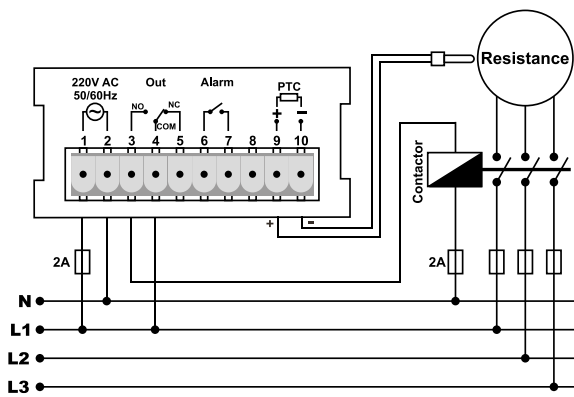 Resistance
220V AC
50/60Hz
Out
Alarm
PTC
NO
NC
COM
+
-
1
2
3
4
5
6
7
8
9
10
Contactor
+
-
2A
2A
N
L1
L2
L3